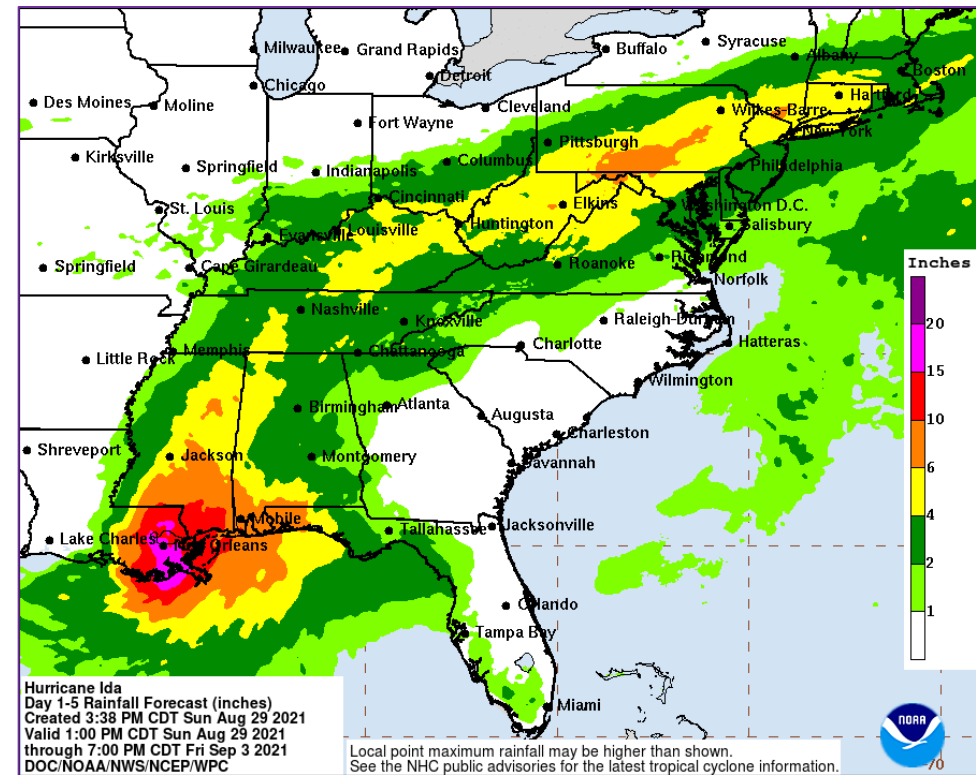 Milwaukee
Grand Rapids
Buffalo
Syracuse
Albany
Detroit
Boston
Chicago
Des Moines
Moline
Cleveland
Wilkes-Barre
Hartford
Fort Wayne
New York
Pittsburgh
Kirksville
Springfield
Indianapolis
Columbus
Philadelphia
Cincinnati
St. Louis
Elkins
Washington D.C.
Evansville
Louisville
Huntington
Salisbury
Springfield
Cape Girardeau
Roanoke
Richmond
Norfolk
Inches
Nashville
Knoxville
Raleigh-Durham
20
Little Rock
Memphis
Chattanooga
Charlotte
Hatteras
15
Wilmington
Birmingham
Atlanta
Augusta
10
Shreveport
Jackson
Montgomery
Charleston
Savannah
6
Lake Charles
New Orleans
Mobile
Tallahassee
Jacksonville
4
2
Orlando
1
Tampa Bay
Miami
Hurricane Ida
Day 1-5 Rainfall Forecast (inches)
Created 3:38 PM CDT Sun Aug 29 2021
Valid 1:00 PM CDT Sun Aug 29 2021
through 7:00 PM CDT Fri Sep 3 2021
DOC/NOAA/NWS/NCEP/WPC
Local point maximum rainfall may be higher than shown.
See the NHC public advisories for the latest tropical cyclone information.
NOAA
70